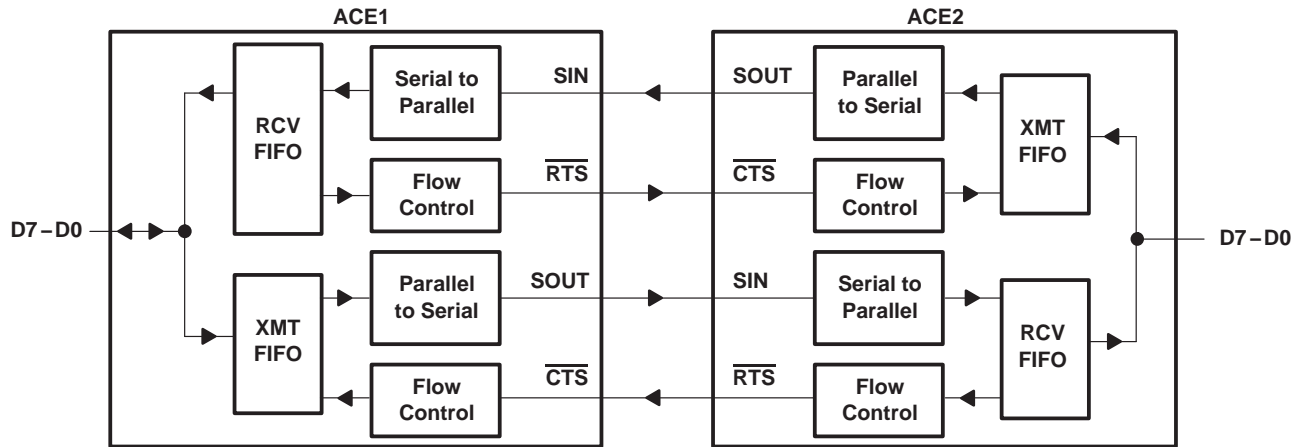 ACE1
ACE2
RCV
FIFO
Serial to
Parallel
SIN
SOUT
Parallel
to Serial
XMT
FIFO
Flow
Control
RTS
CTS
Flow
Control
D7–D0
D7–D0
XMT
FIFO
Parallel
to Serial
SOUT
SIN
Serial to
Parallel
RCV
FIFO
Flow
Control
CTS
RTS
Flow
Control